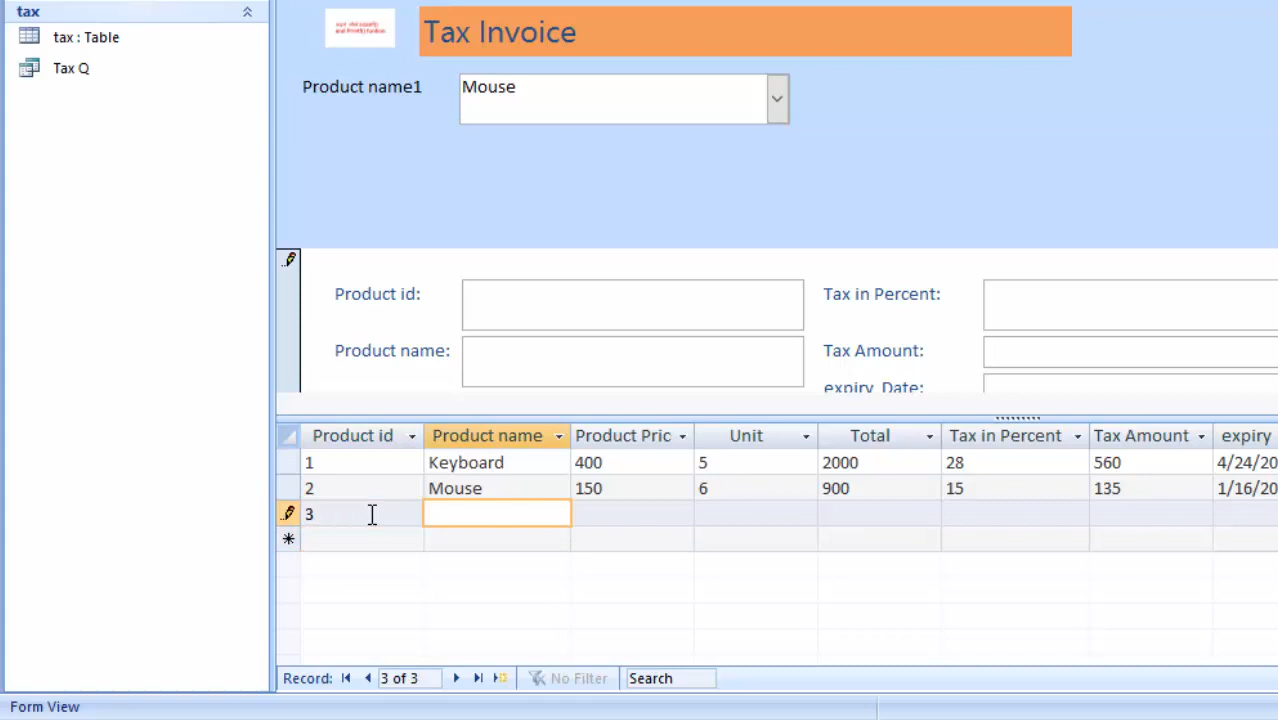 tax
tax : Table
Tax Q
Tax Invoice
Product name1
Mouse
Product id:
Tax in Percent:
Product name:
Tax Amount:
expiry_Date:
Product id Product name Product Pric Unit Total Tax in Percent Tax Amount expiry
1 Keyboard 400 5 2000 28 560 4/24/20
2 Mouse 150 6 900 15 135 1/16/20
3
Record: 3 of 3 No Filter Search
Form View